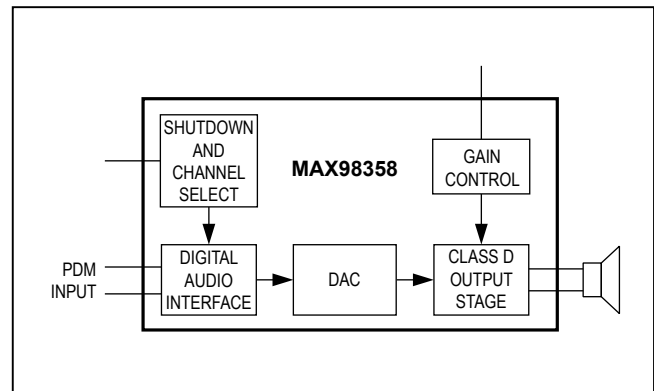 SHUTDOWN
AND
CHANNEL
SELECT
MAX98358
GAIN
CONTROL
PDM
INPUT
DIGITAL
AUDIO
INTERFACE
DAC
CLASS D
OUTPUT
STAGE